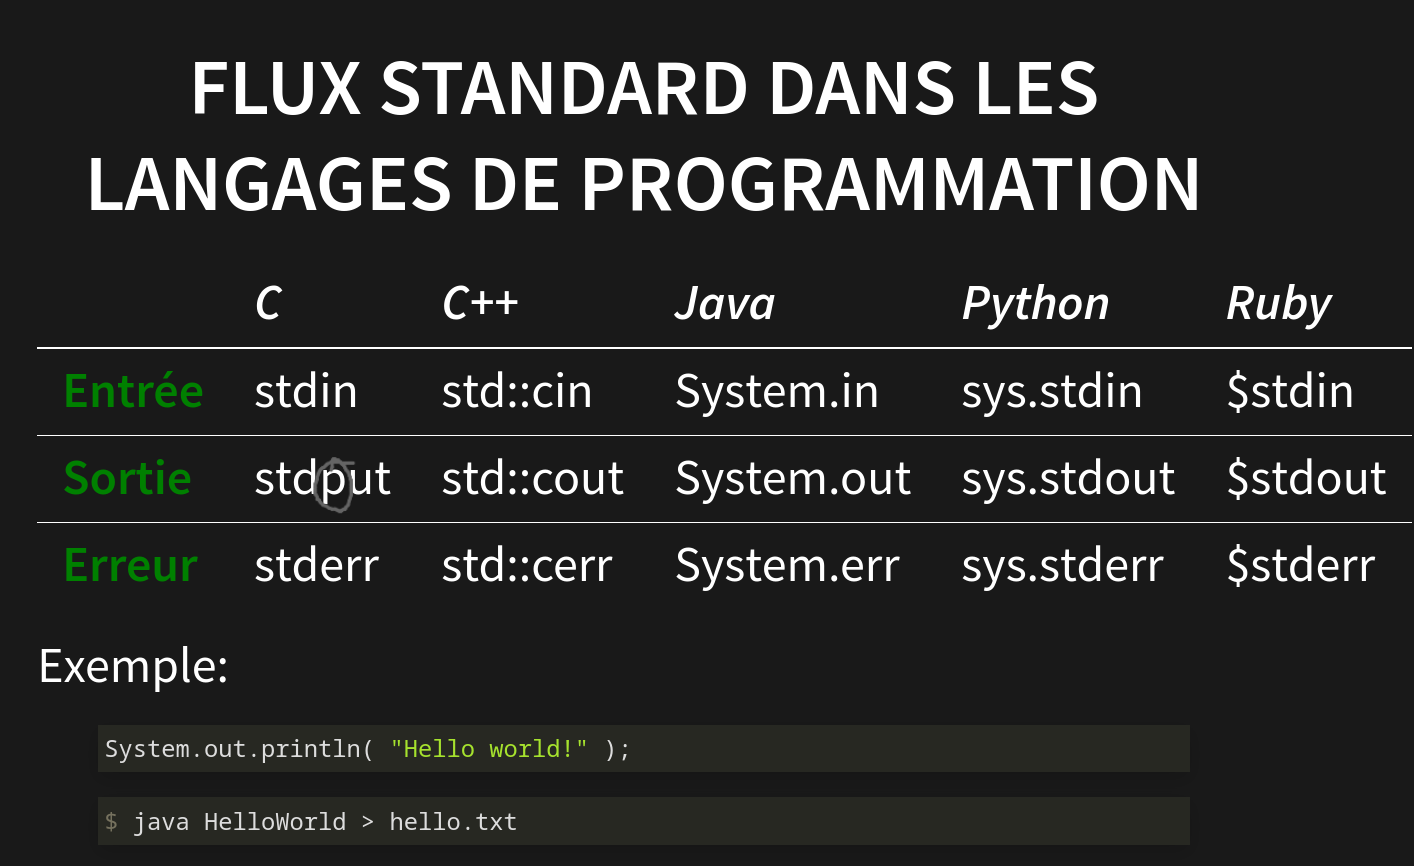 FLUX STANDARD DANS LES
LANGAGES DE PROGRAMMATION
C C++ Java Python Ruby
Entrée stdin std::cin System.in sys.stdin $stdin
Sortie stdput std::cout System.out sys.stdout $stdout
Erreur stderr std::cerr System.err sys.stderr $stderr
Exemple:
System.out.println( "Hello world!" );
$ java HelloWorld > hello.txt